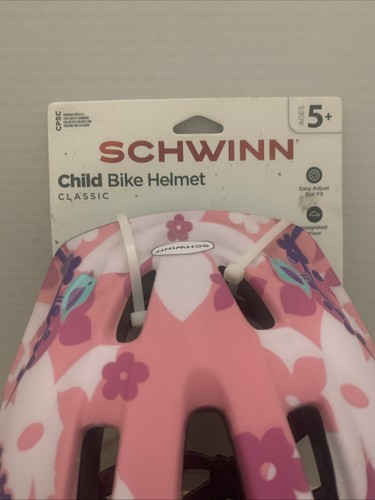 CPSC
AGES 5+
SCHWINN
Child Bike Helmet
CLASSIC
Easy Adjust
Dial Fit
SCHWINN